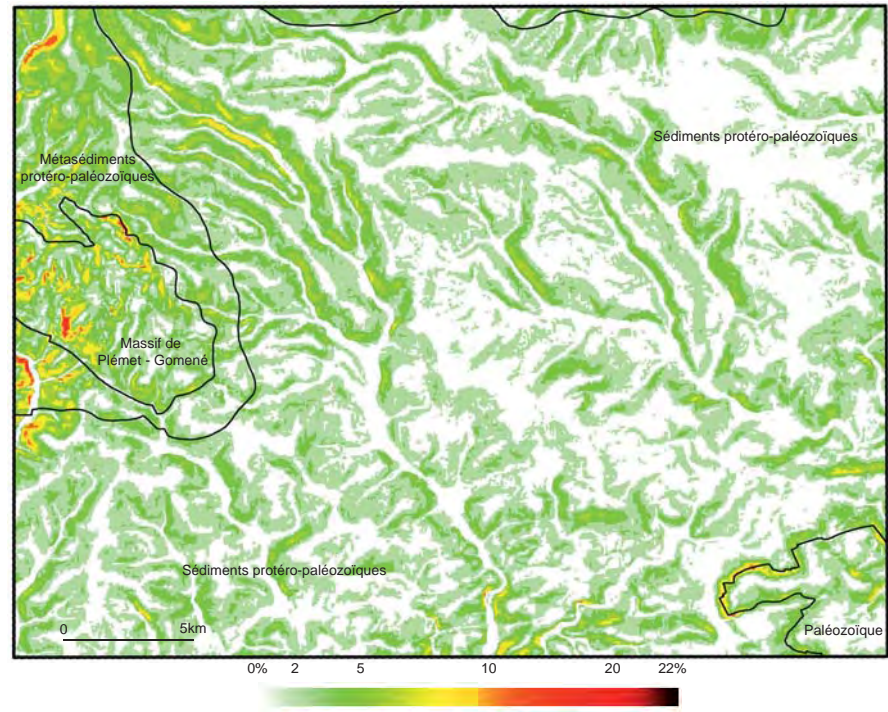 Sédiments protéro-paléozoïques
Métasédiments
protéro-paléozoïques
Massif de
Plémet - Gomené
Sédiments protéro-paléozoïques
0 5km
Paléozoïque
0% 2 5 10 20 22%